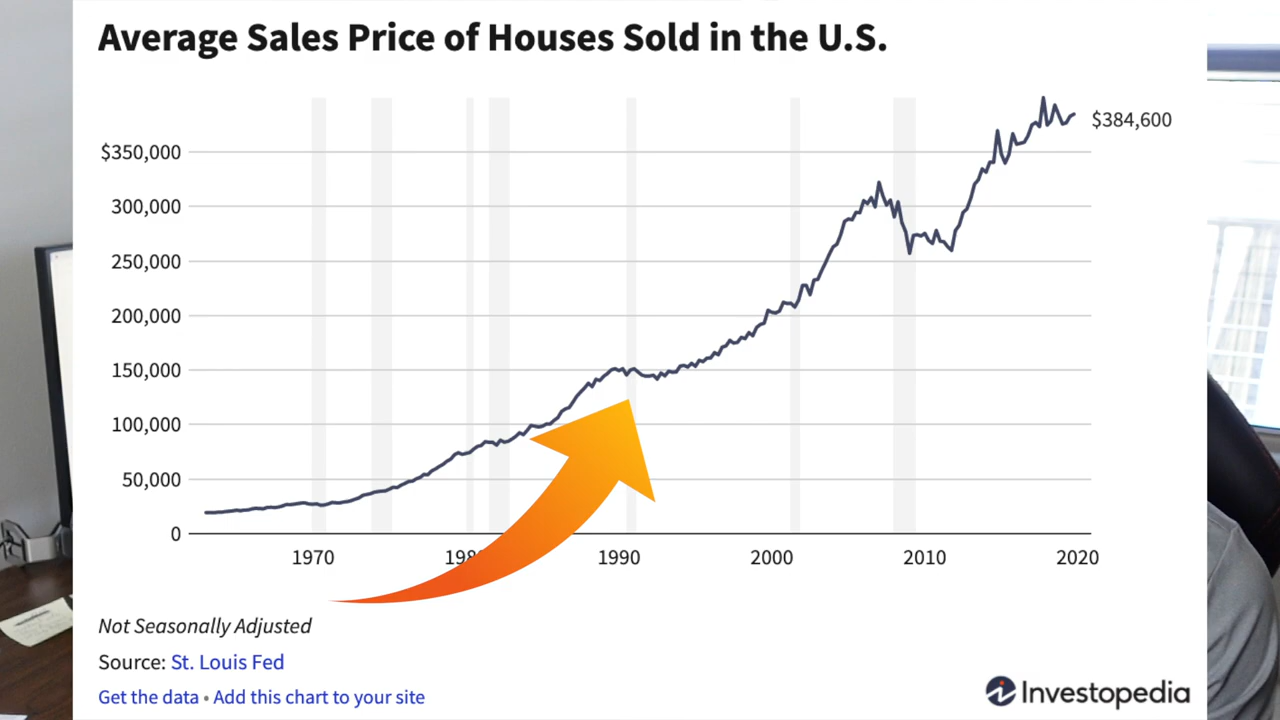 Average Sales Price of Houses Sold in the U.S.
$384,600
$350,000
300,000
250,000
200,000
150,000
100,000
50,000
0
1970 1990 2000 2010 2020
Not Seasonally Adjusted
Source: St. Louis Fed
Get the data • Add this chart to your site
Investopedia